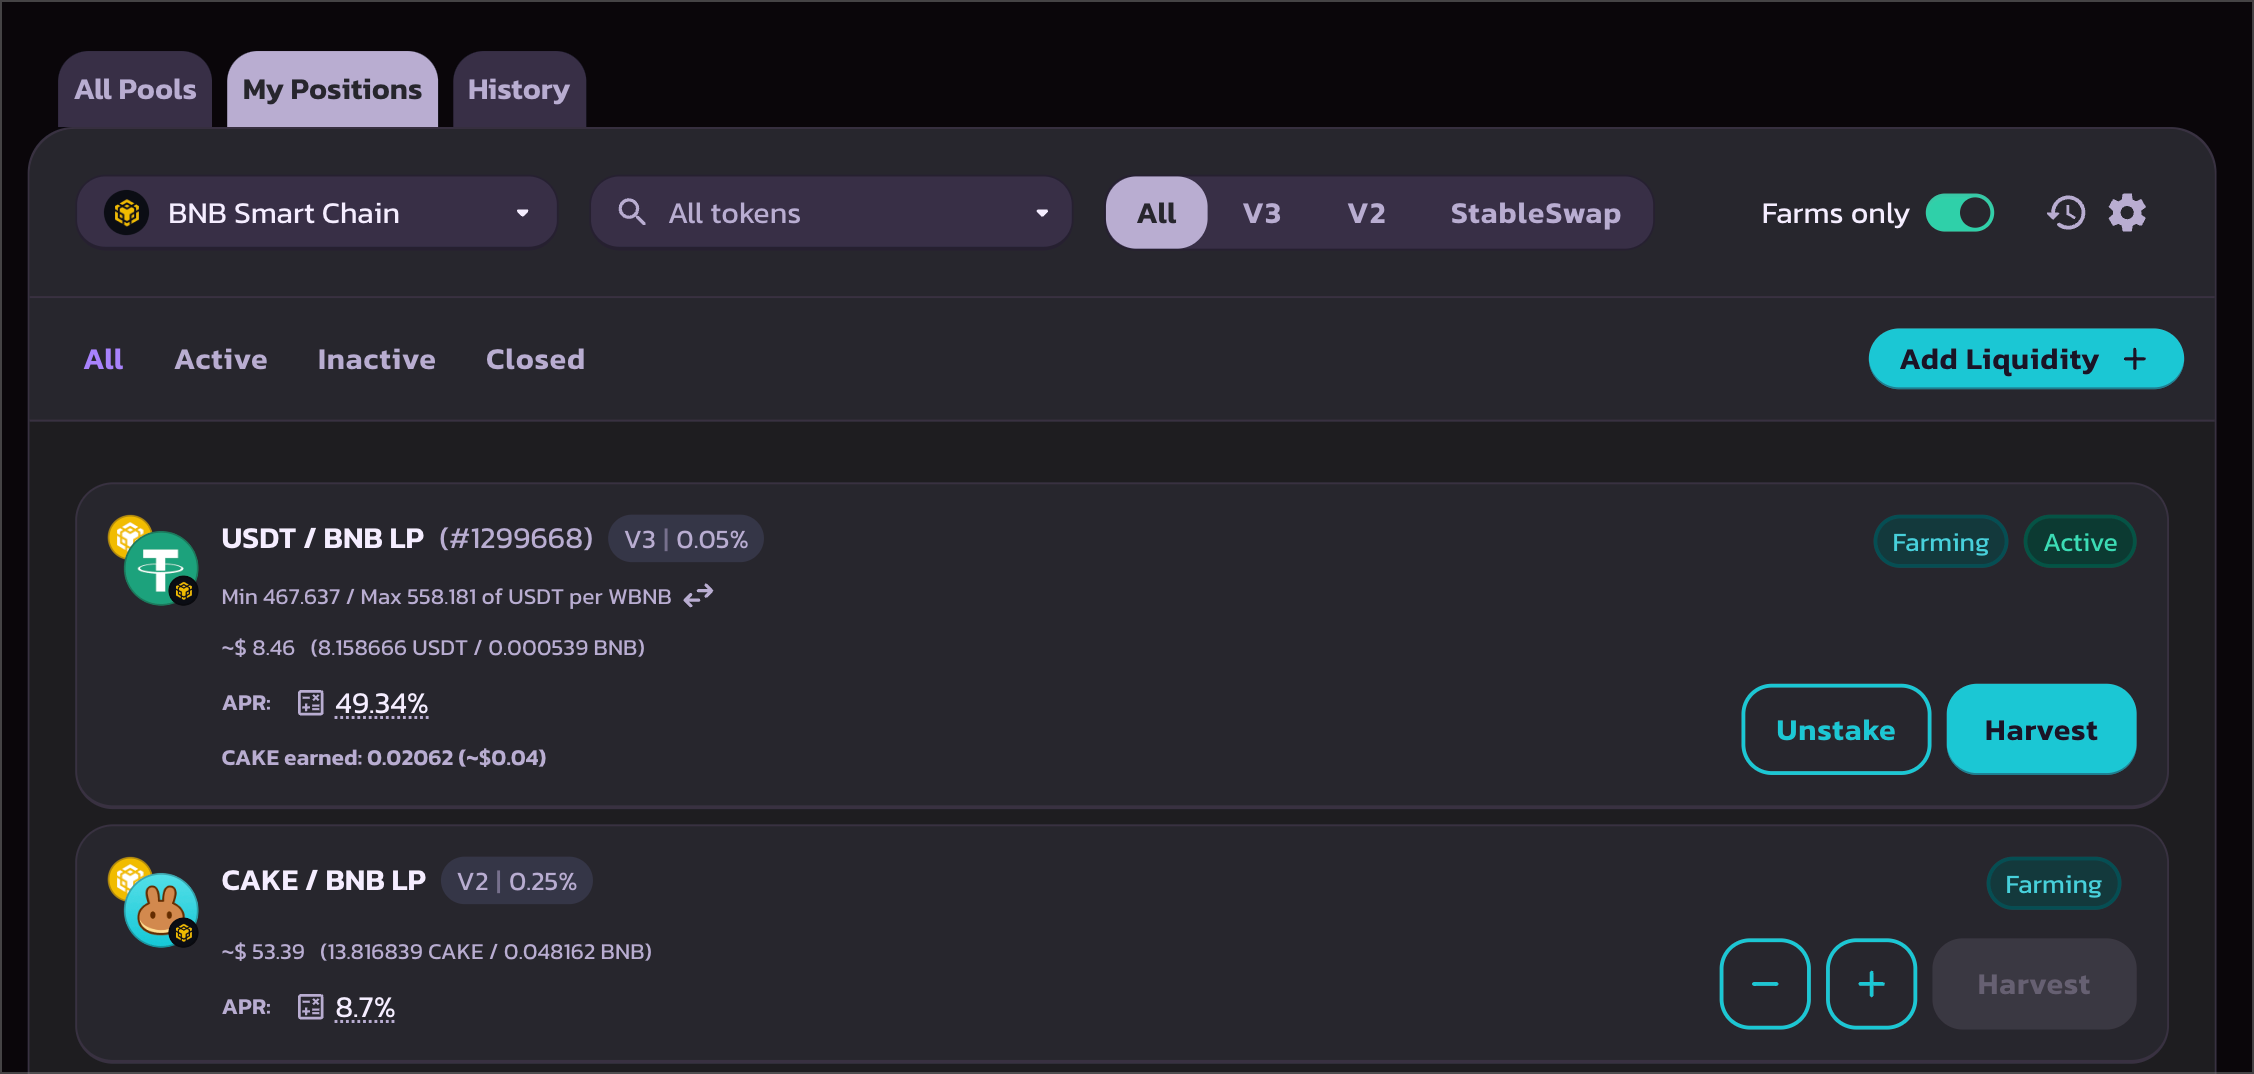 All Pools My Positions History
BNB Smart Chain All tokens All V3 V2 StableSwap Farms only
All Active Inactive Closed Add Liquidity +
USDT / BNB LP (#1299668) V3 | 0.05% Farming Active
Min 467.637 / Max 558.181 of USDT per WBNB
~$ 8.46 (8.158666 USDT / 0.000539 BNB)
APR: 49.34%
Unstake Harvest
CAKE earned: 0.02062 (~$0.04)
CAKE / BNB LP V2 | 0.25% Farming
~$ 53.39 (13.816839 CAKE / 0.048162 BNB)
− + Harvest
APR: 8.7%